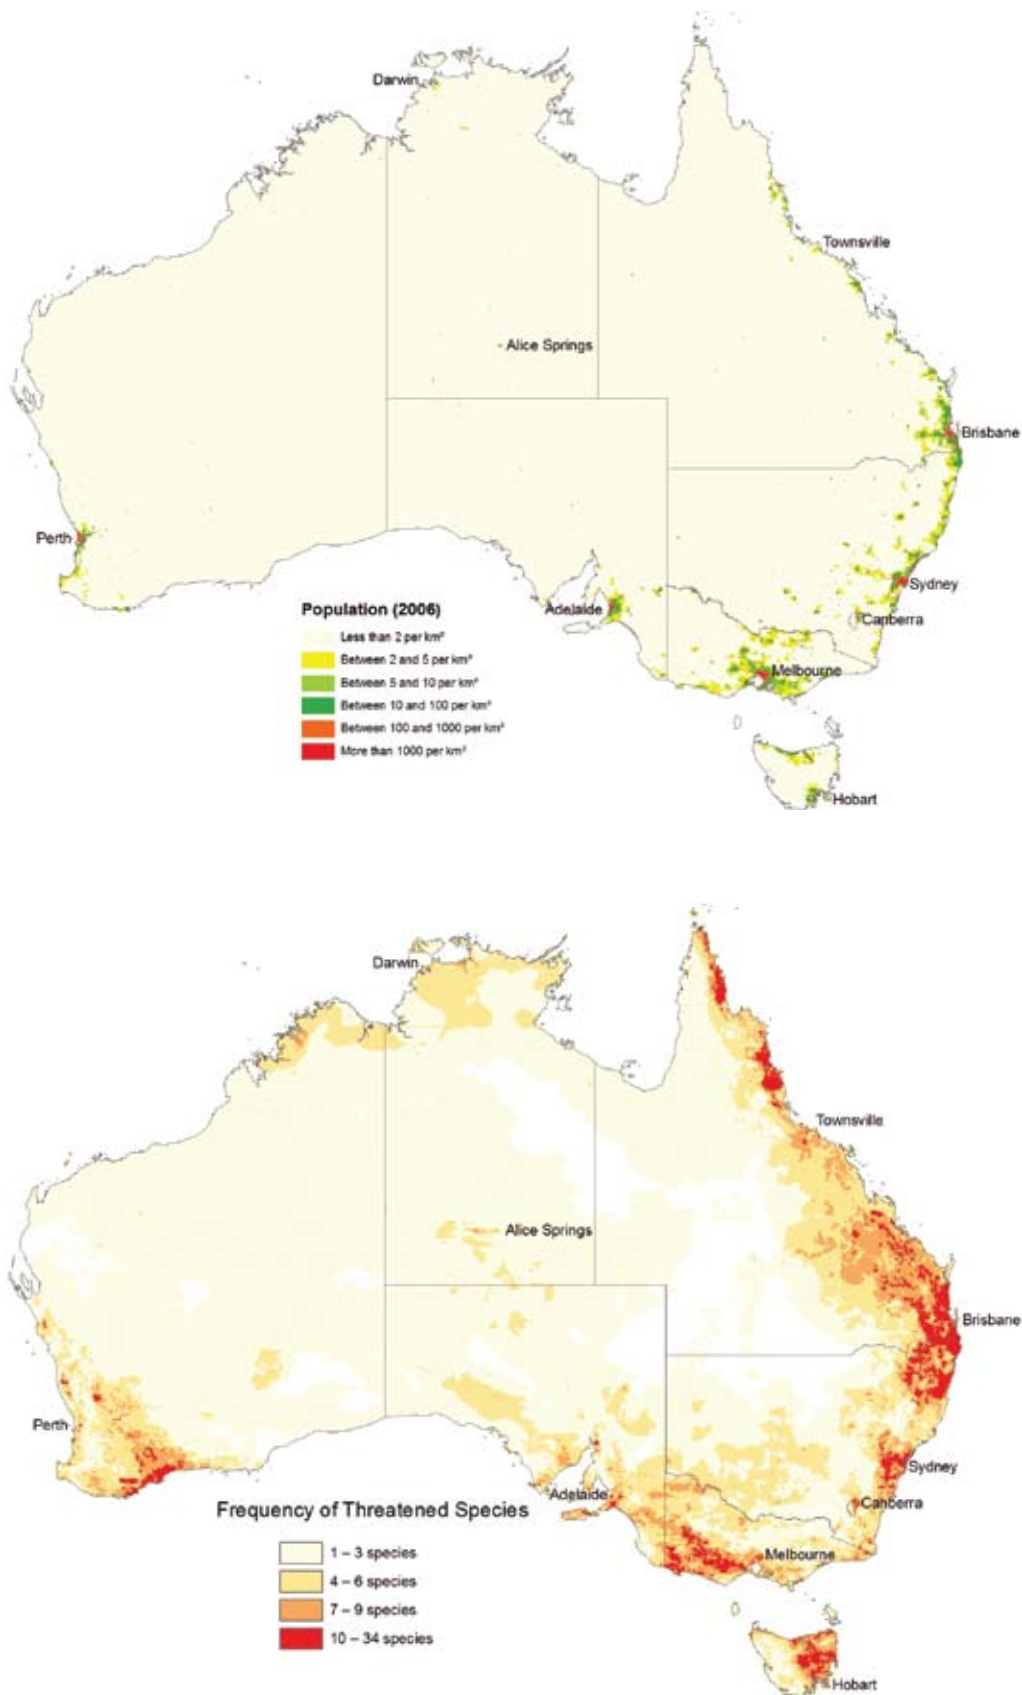 Darwin
Townsville
Alice Springs
Brisbane
Perth
Sydney
Adelaide
Canberra
Melbourne
Hobart
Population (2006)
Less than 2 per km²
Between 2 and 5 per km²
Between 5 and 10 per km²
Between 10 and 100 per km²
Between 100 and 1000 per km²
More than 1000 per km²
Darwin
Townsville
Alice Springs
Brisbane
Perth
Sydney
Adelaide
Canberra
Melbourne
Hobart
Frequency of Threatened Species
1 – 3 species
4 – 6 species
7 – 9 species
10 – 34 species